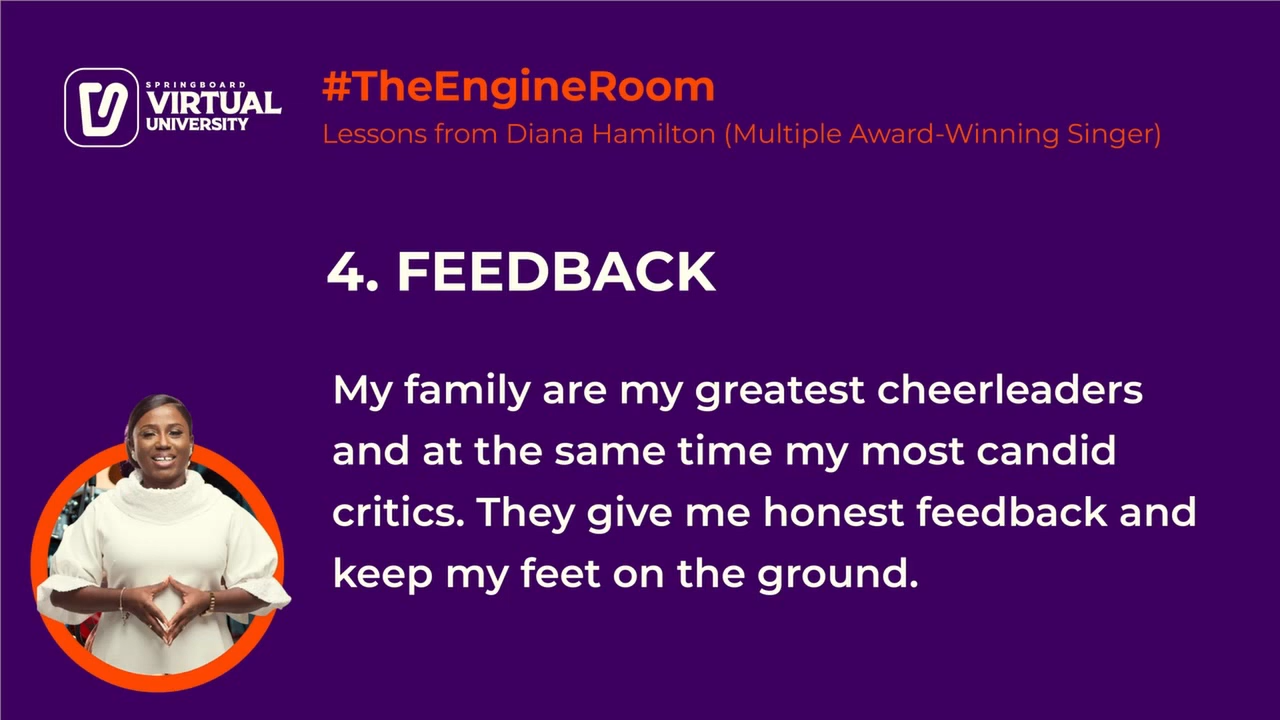 SPRINGBOARD
VIRTUAL
UNIVERSITY
#TheEngineRoom
Lessons from Diana Hamilton (Multiple Award-Winning Singer)
4. FEEDBACK
My family are my greatest cheerleaders
and at the same time my most candid
critics. They give me honest feedback and
keep my feet on the ground.